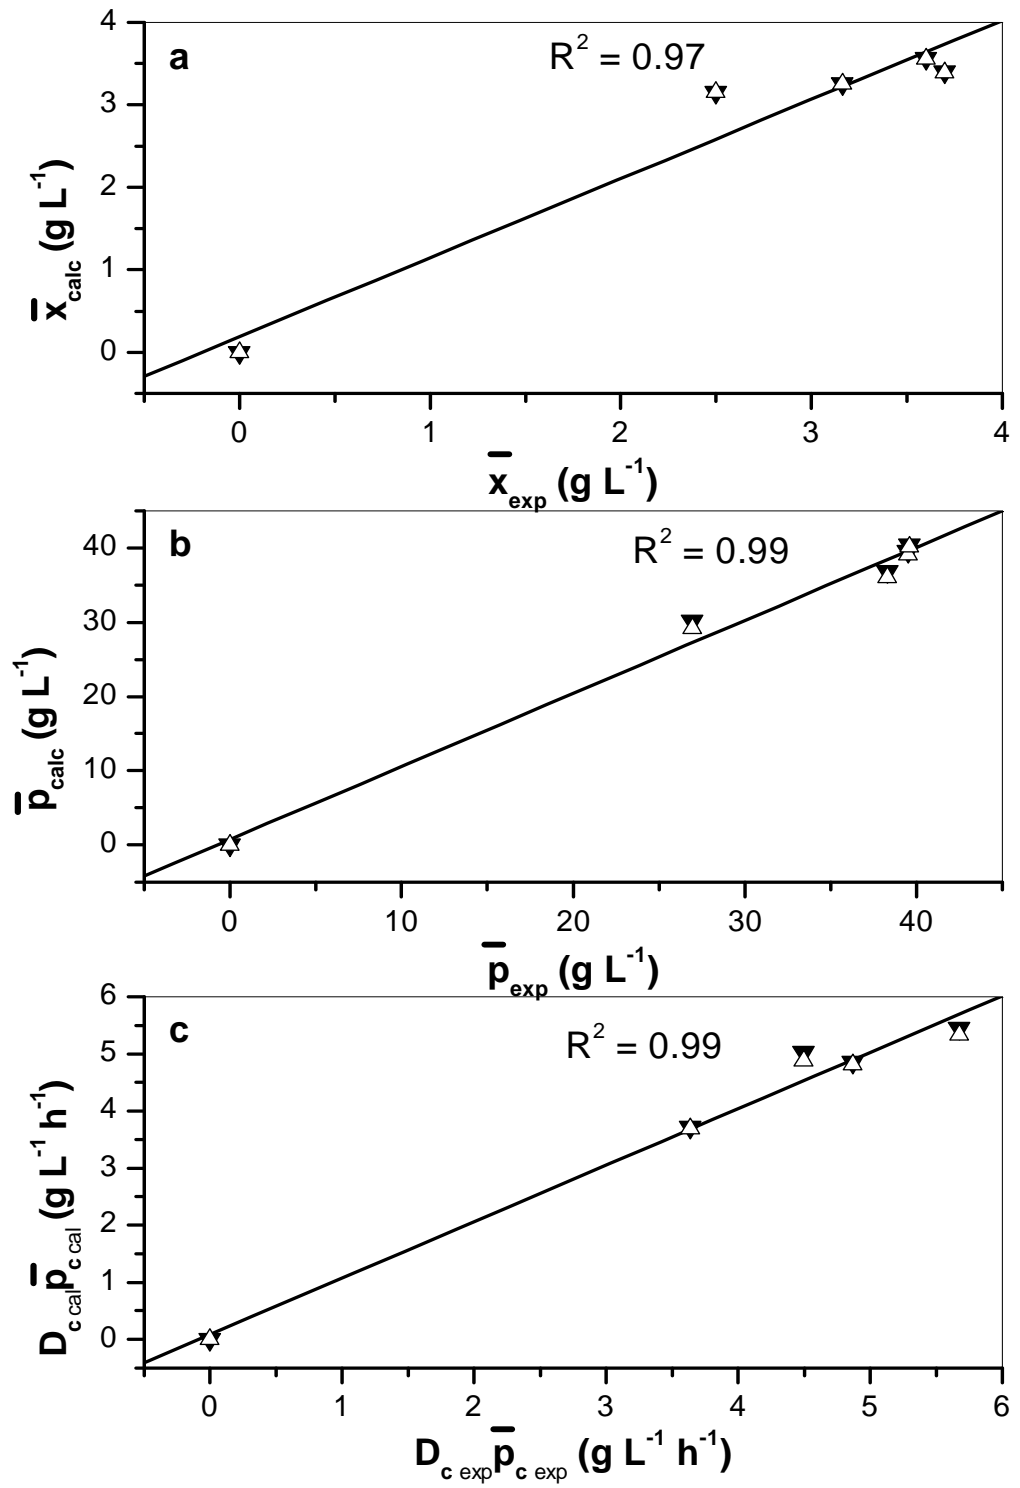 a
R² = 0.97
4
3
2
1
0
x̄calc (g L⁻¹)
0 1 2 3 4
x̄exp (g L⁻¹)
b
R² = 0.99
40
30
20
10
0
p̄calc (g L⁻¹)
0 10 20 30 40
p̄exp (g L⁻¹)
c
R² = 0.99
6
5
4
3
2
1
0
Dc cal p̄c cal (g L⁻¹ h⁻¹)
0 1 2 3 4 5 6
Dc exp p̄c exp (g L⁻¹ h⁻¹)